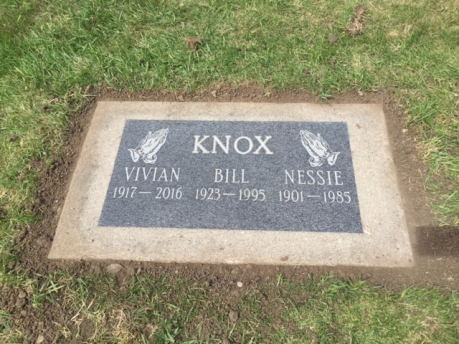 KNOX
VIVIAN BILL NESSIE
1917 — 2016 1923 — 1995 1901 — 1985